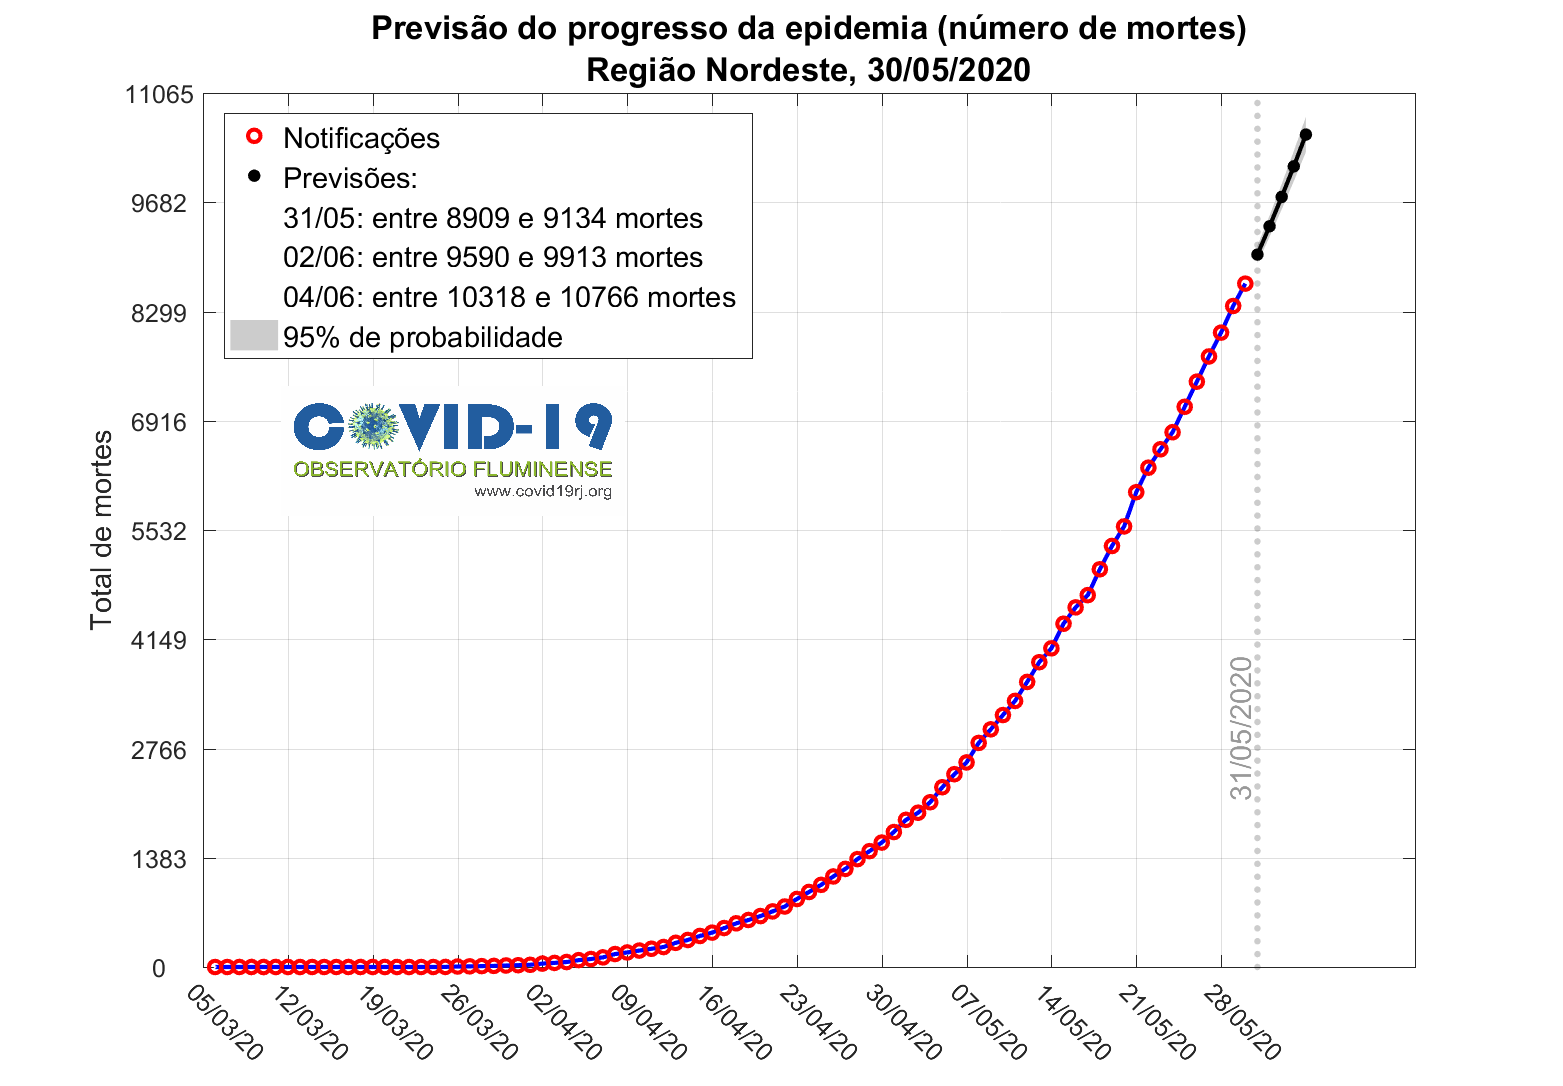 Previsão do progresso da epidemia (número de mortes)
Região Nordeste, 30/05/2020
11065
9682
8299
6916
5532
4149
2766
1383
0
Total de mortes
Notificações
Previsões:
31/05: entre 8909 e 9134 mortes
02/06: entre 9590 e 9913 mortes
04/06: entre 10318 e 10766 mortes
95% de probabilidade
COVID-19
OBSERVATÓRIO FLUMINENSE
www.covid19rj.org
31/05/2020
05/03/20
12/03/20
19/03/20
26/03/20
02/04/20
09/04/20
16/04/20
23/04/20
30/04/20
07/05/20
14/05/20
21/05/20
28/05/20